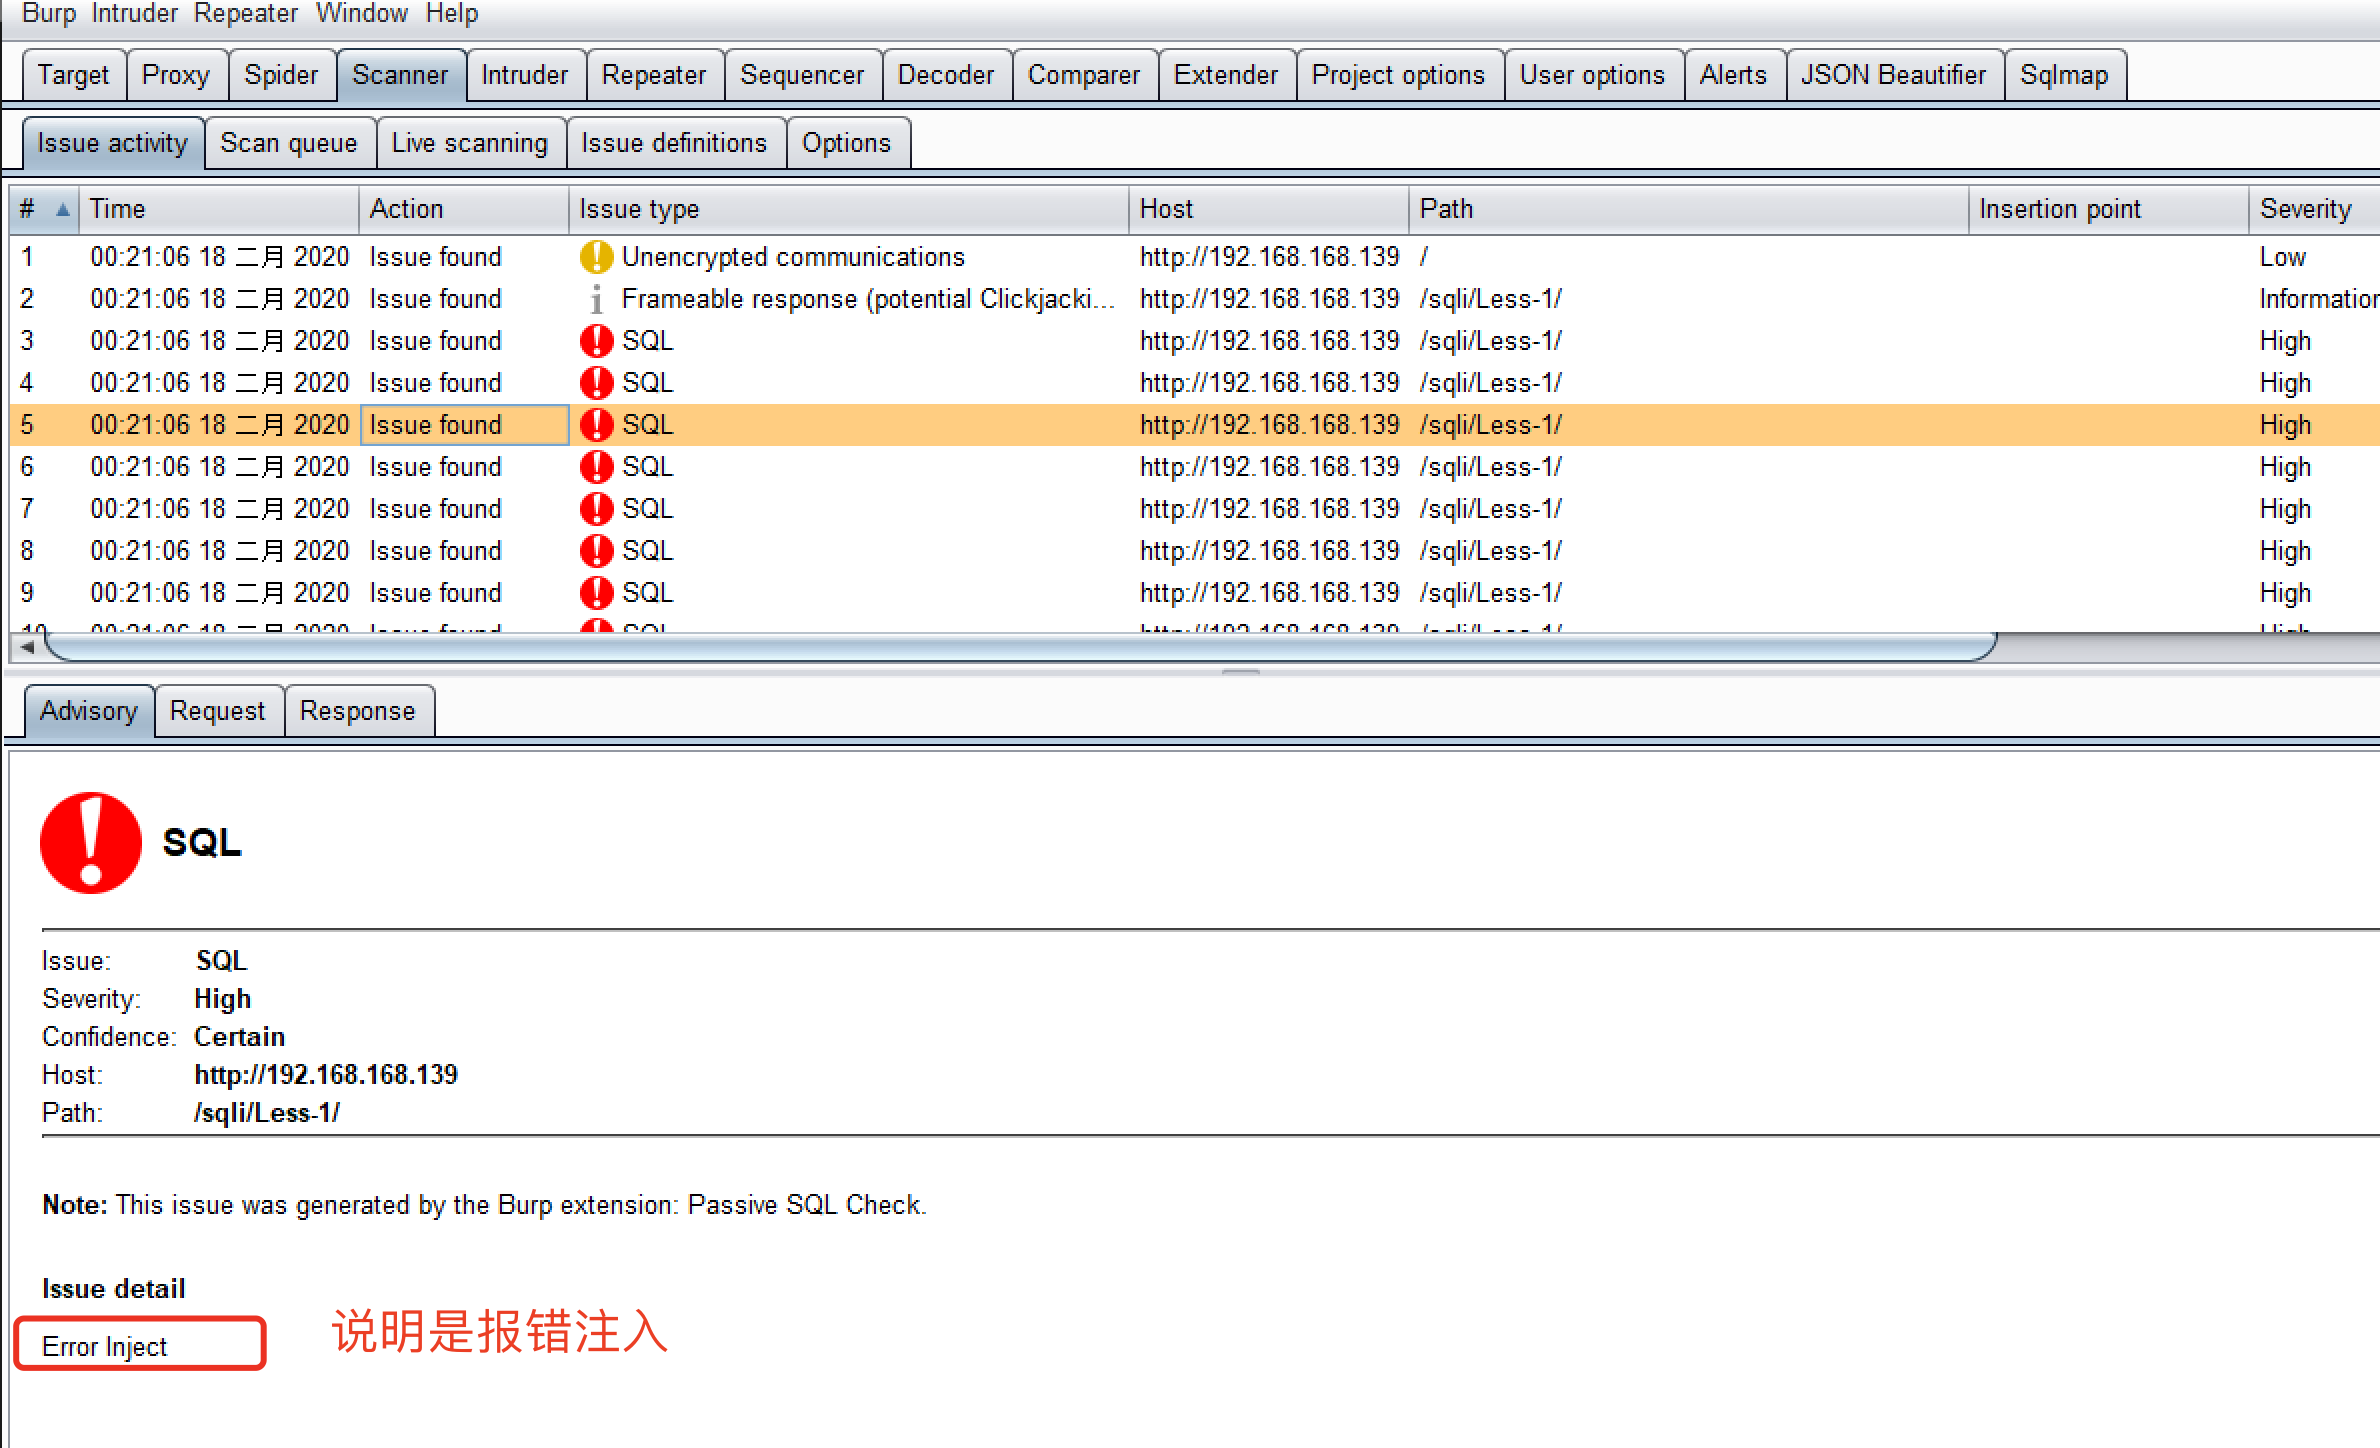 Burp Intruder Repeater Window Help
Target Proxy Spider Scanner Intruder Repeater Sequencer Decoder Comparer Extender Project options User options Alerts JSON Beautifier Sqlmap
Issue activity Scan queue Live scanning Issue definitions Options
# Time Action Issue type Host Path Insertion point Severity
1 00:21:06 18 二月 2020 Issue found Unencrypted communications http://192.168.168.139 / Low
2 00:21:06 18 二月 2020 Issue found Frameable response (potential Clickjacki... http://192.168.168.139 /sqli/Less-1/ Information
3 00:21:06 18 二月 2020 Issue found SQL http://192.168.168.139 /sqli/Less-1/ High
4 00:21:06 18 二月 2020 Issue found SQL http://192.168.168.139 /sqli/Less-1/ High
5 00:21:06 18 二月 2020 Issue found SQL http://192.168.168.139 /sqli/Less-1/ High
6 00:21:06 18 二月 2020 Issue found SQL http://192.168.168.139 /sqli/Less-1/ High
7 00:21:06 18 二月 2020 Issue found SQL http://192.168.168.139 /sqli/Less-1/ High
8 00:21:06 18 二月 2020 Issue found SQL http://192.168.168.139 /sqli/Less-1/ High
9 00:21:06 18 二月 2020 Issue found SQL http://192.168.168.139 /sqli/Less-1/ High
Advisory Request Response
SQL
Issue: SQL
Severity: High
Confidence: Certain
Host: http://192.168.168.139
Path: /sqli/Less-1/
Note: This issue was generated by the Burp extension: Passive SQL Check.
Issue detail
Error Inject 说明是报错注入